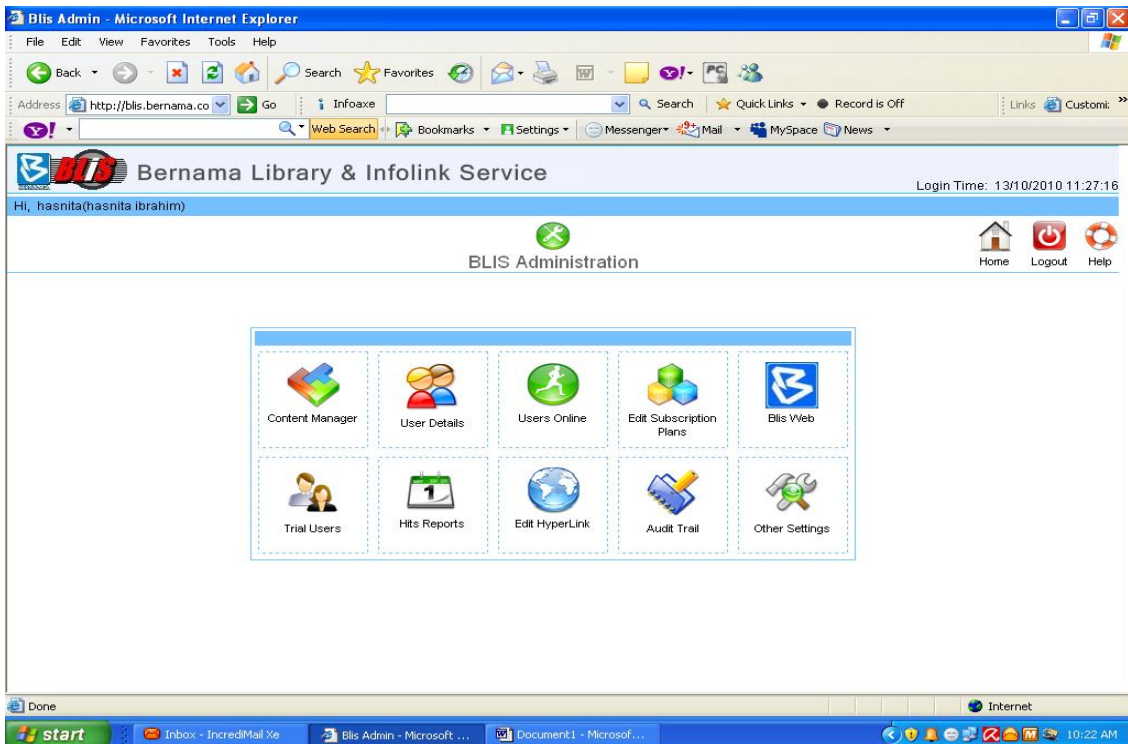 Blis Admin - Microsoft Internet Explorer
File Edit View Favorites Tools Help
Back Search Favorites
Address http://blis.bernama.co Go Infoaxe Search Quick Links Record is Off Links Customi:
Y! Web Search Bookmarks Settings Messenger Mail MySpace News
BLIS Bernama Library & Infolink Service
Login Time: 13/10/2010 11:27:16
Hi, hasnita(hasnita ibrahim)
BLIS Administration
Home Logout Help
Content Manager
User Details
Users Online
Edit Subscription
Plans
Blis Web
Trial Users
Hits Reports
Edit HyperLink
Audit Trail
Other Settings
Done Internet
start Inbox - IncrediMail Xe Blis Admin - Microsoft ... Document1 - Microsof... 10:22 AM